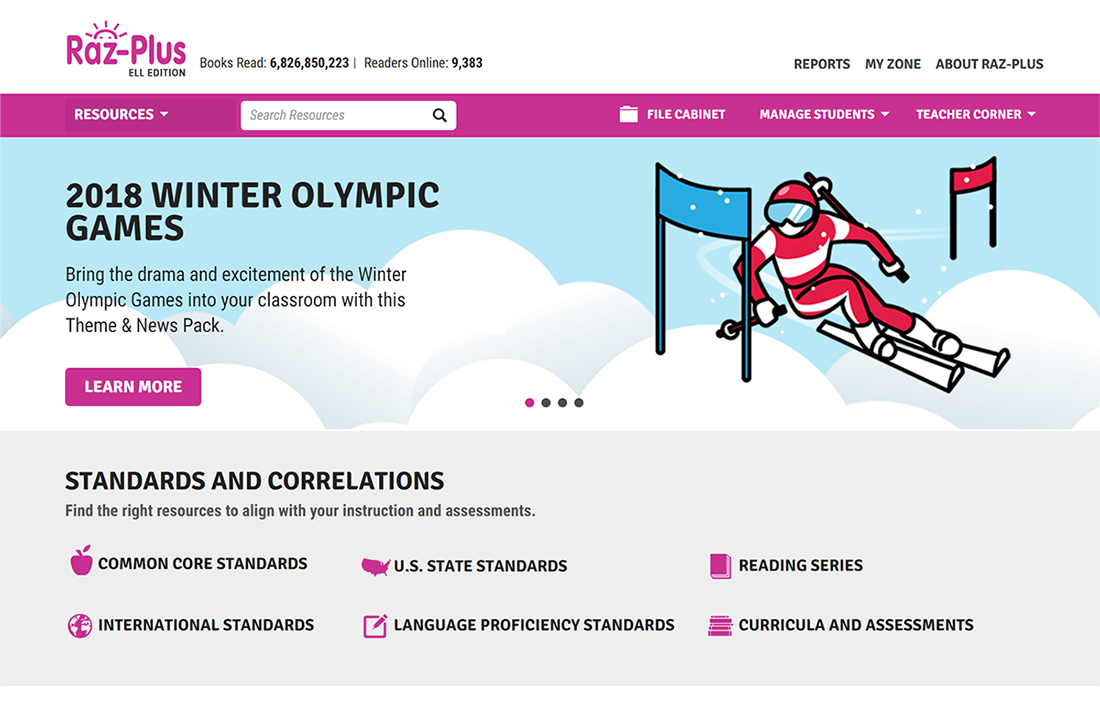 Raz-Plus
ELL EDITION
Books Read: 6,826,850,223 | Readers Online: 9,383
REPORTS MY ZONE ABOUT RAZ-PLUS
RESOURCES
Search Resources
FILE CABINET MANAGE STUDENTS TEACHER CORNER
2018 WINTER OLYMPIC
GAMES
Bring the drama and excitement of the Winter
Olympic Games into your classroom with this
Theme & News Pack.
LEARN MORE
STANDARDS AND CORRELATIONS
Find the right resources to align with your instruction and assessments.
COMMON CORE STANDARDS
U.S. STATE STANDARDS
READING SERIES
INTERNATIONAL STANDARDS
LANGUAGE PROFICIENCY STANDARDS
CURRICULA AND ASSESSMENTS